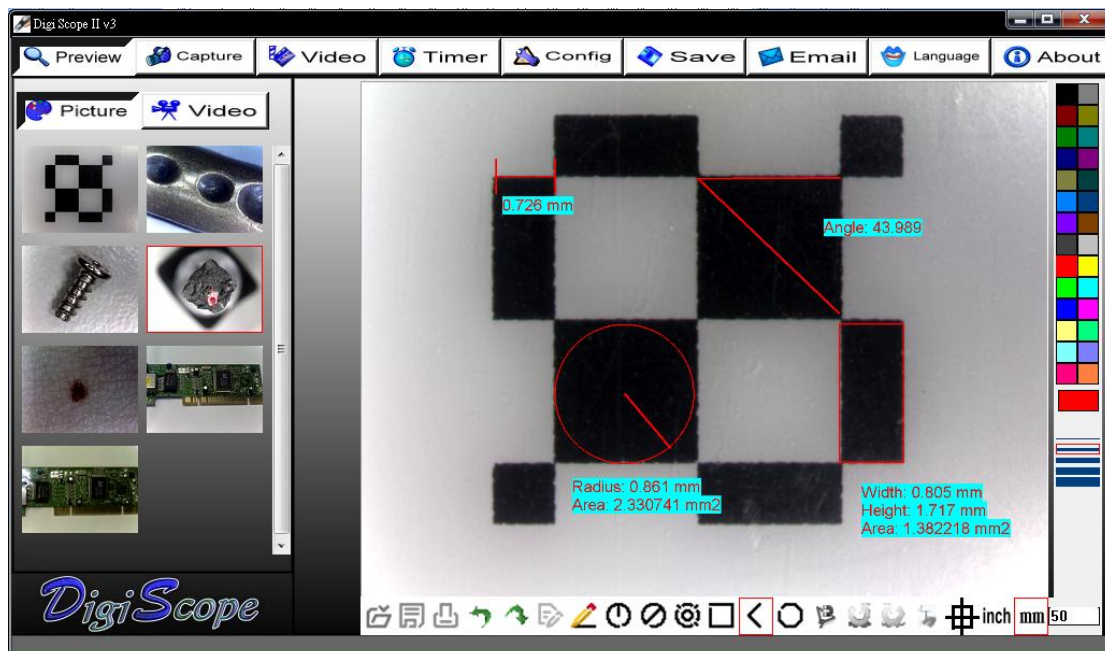 Digi Scope II v3
Preview
Capture
Video
Timer
Config
Save
Email
Language
About
Picture
Video
0.726 mm
Angle: 43.989
Radius: 0.861 mm
Area: 2.330741 mm2
Width: 0.805 mm
Height: 1.717 mm
Area: 1.382218 mm2
DigiScope
inch
mm
50